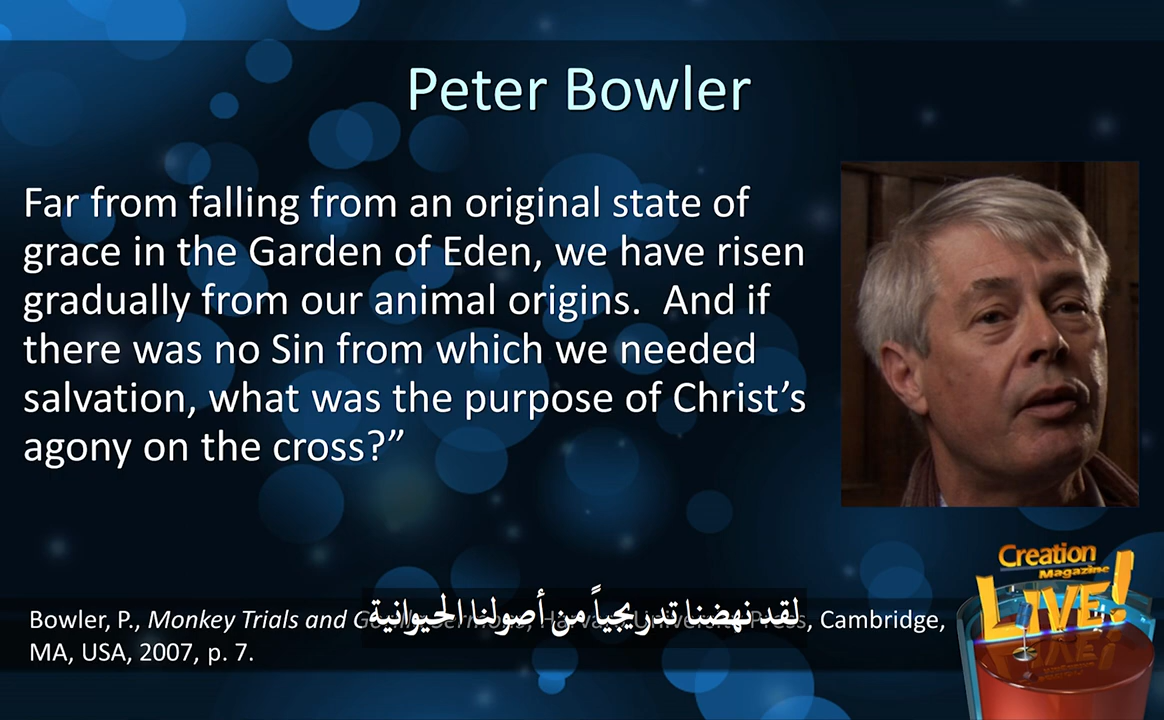 Peter Bowler
Far from falling from an original state of
grace in the Garden of Eden, we have risen
gradually from our animal origins.  And if
there was no Sin from which we needed
salvation, what was the purpose of Christ’s
agony on the cross?”
Bowler, P., Monkey Trials and Press, Cambridge,
MA, USA, 2007, p. 7.
لقد نهضنا تدريجياً من أصولنا الحيوانية
Creation
Magazine
LIVE!